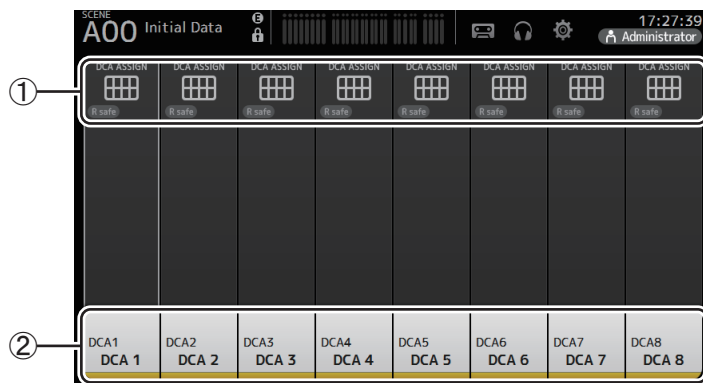 SCENE
A00 Initial Data
E
17:27:39
Administrator
①
DCA ASSIGN DCA ASSIGN DCA ASSIGN DCA ASSIGN DCA ASSIGN DCA ASSIGN DCA ASSIGN DCA ASSIGN
R safe R safe R safe R safe R safe R safe R safe R safe
②
DCA1 DCA2 DCA3 DCA4 DCA5 DCA6 DCA7 DCA8
DCA 1 DCA 2 DCA 3 DCA 4 DCA 5 DCA 6 DCA 7 DCA 8